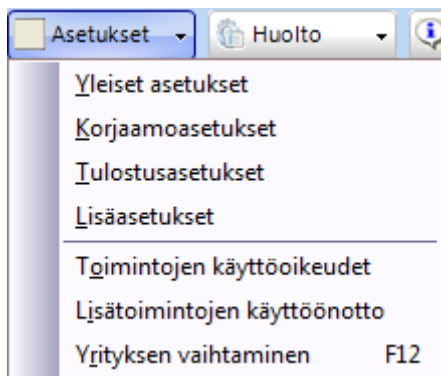 Asetukset Huolto
Yleiset asetukset
Korjaamoasetukset
Tulostusasetukset
Lisäasetukset
Toimintojen käyttöoikeudet
Lisätoimintojen käyttöönotto
Yrityksen vaihtaminen F12